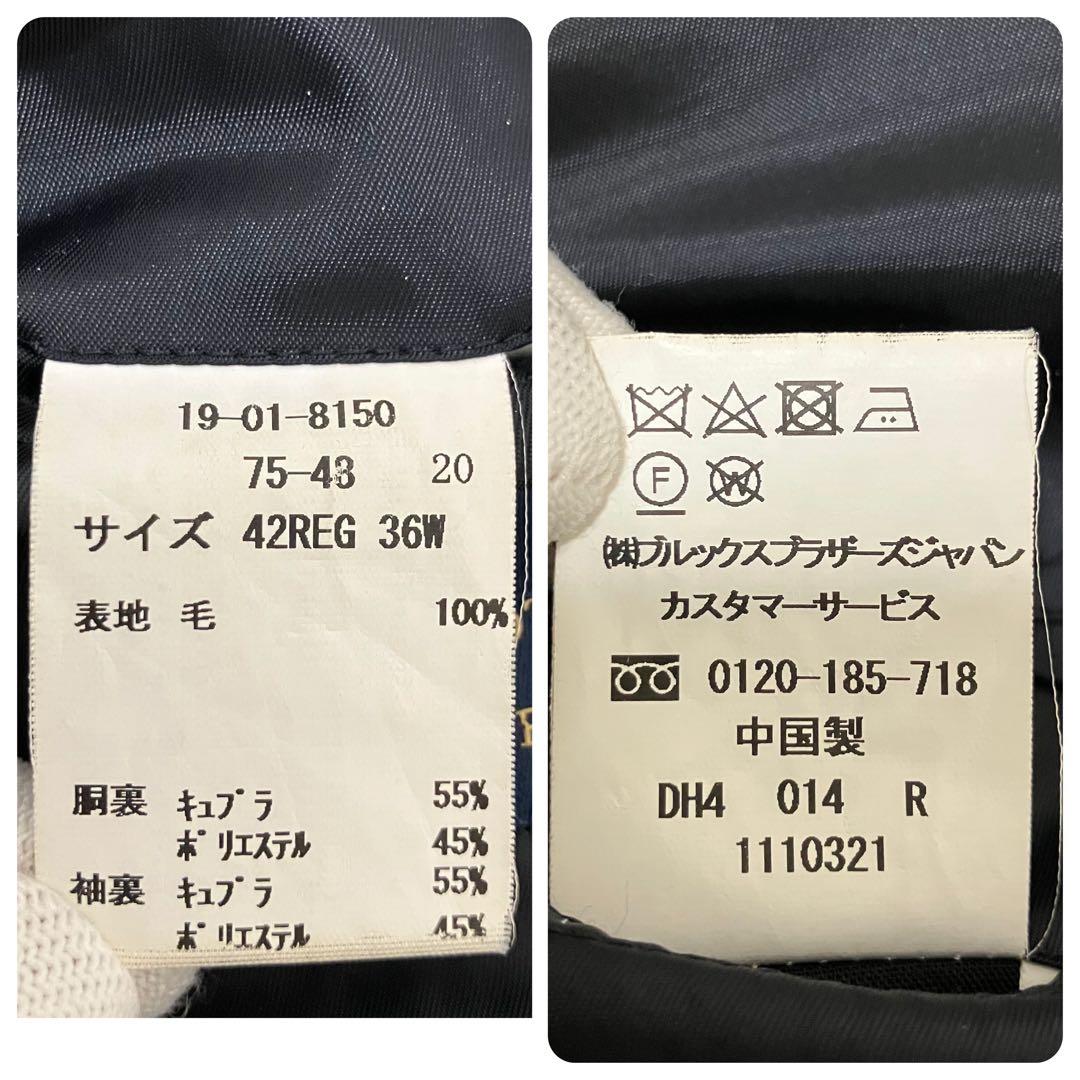 19-01-8150
75-48 20
サイズ 42REG 36W
表地 毛 100%
胴裏 キュプラ 55%
ポリエステル 45%
袖裏 キュプラ 55%
ポリエステル 45%
F W
㈱ブルックスブラザーズジャパン
カスタマーサービス
0120-185-718
中国製
DH4 014 R
1110321